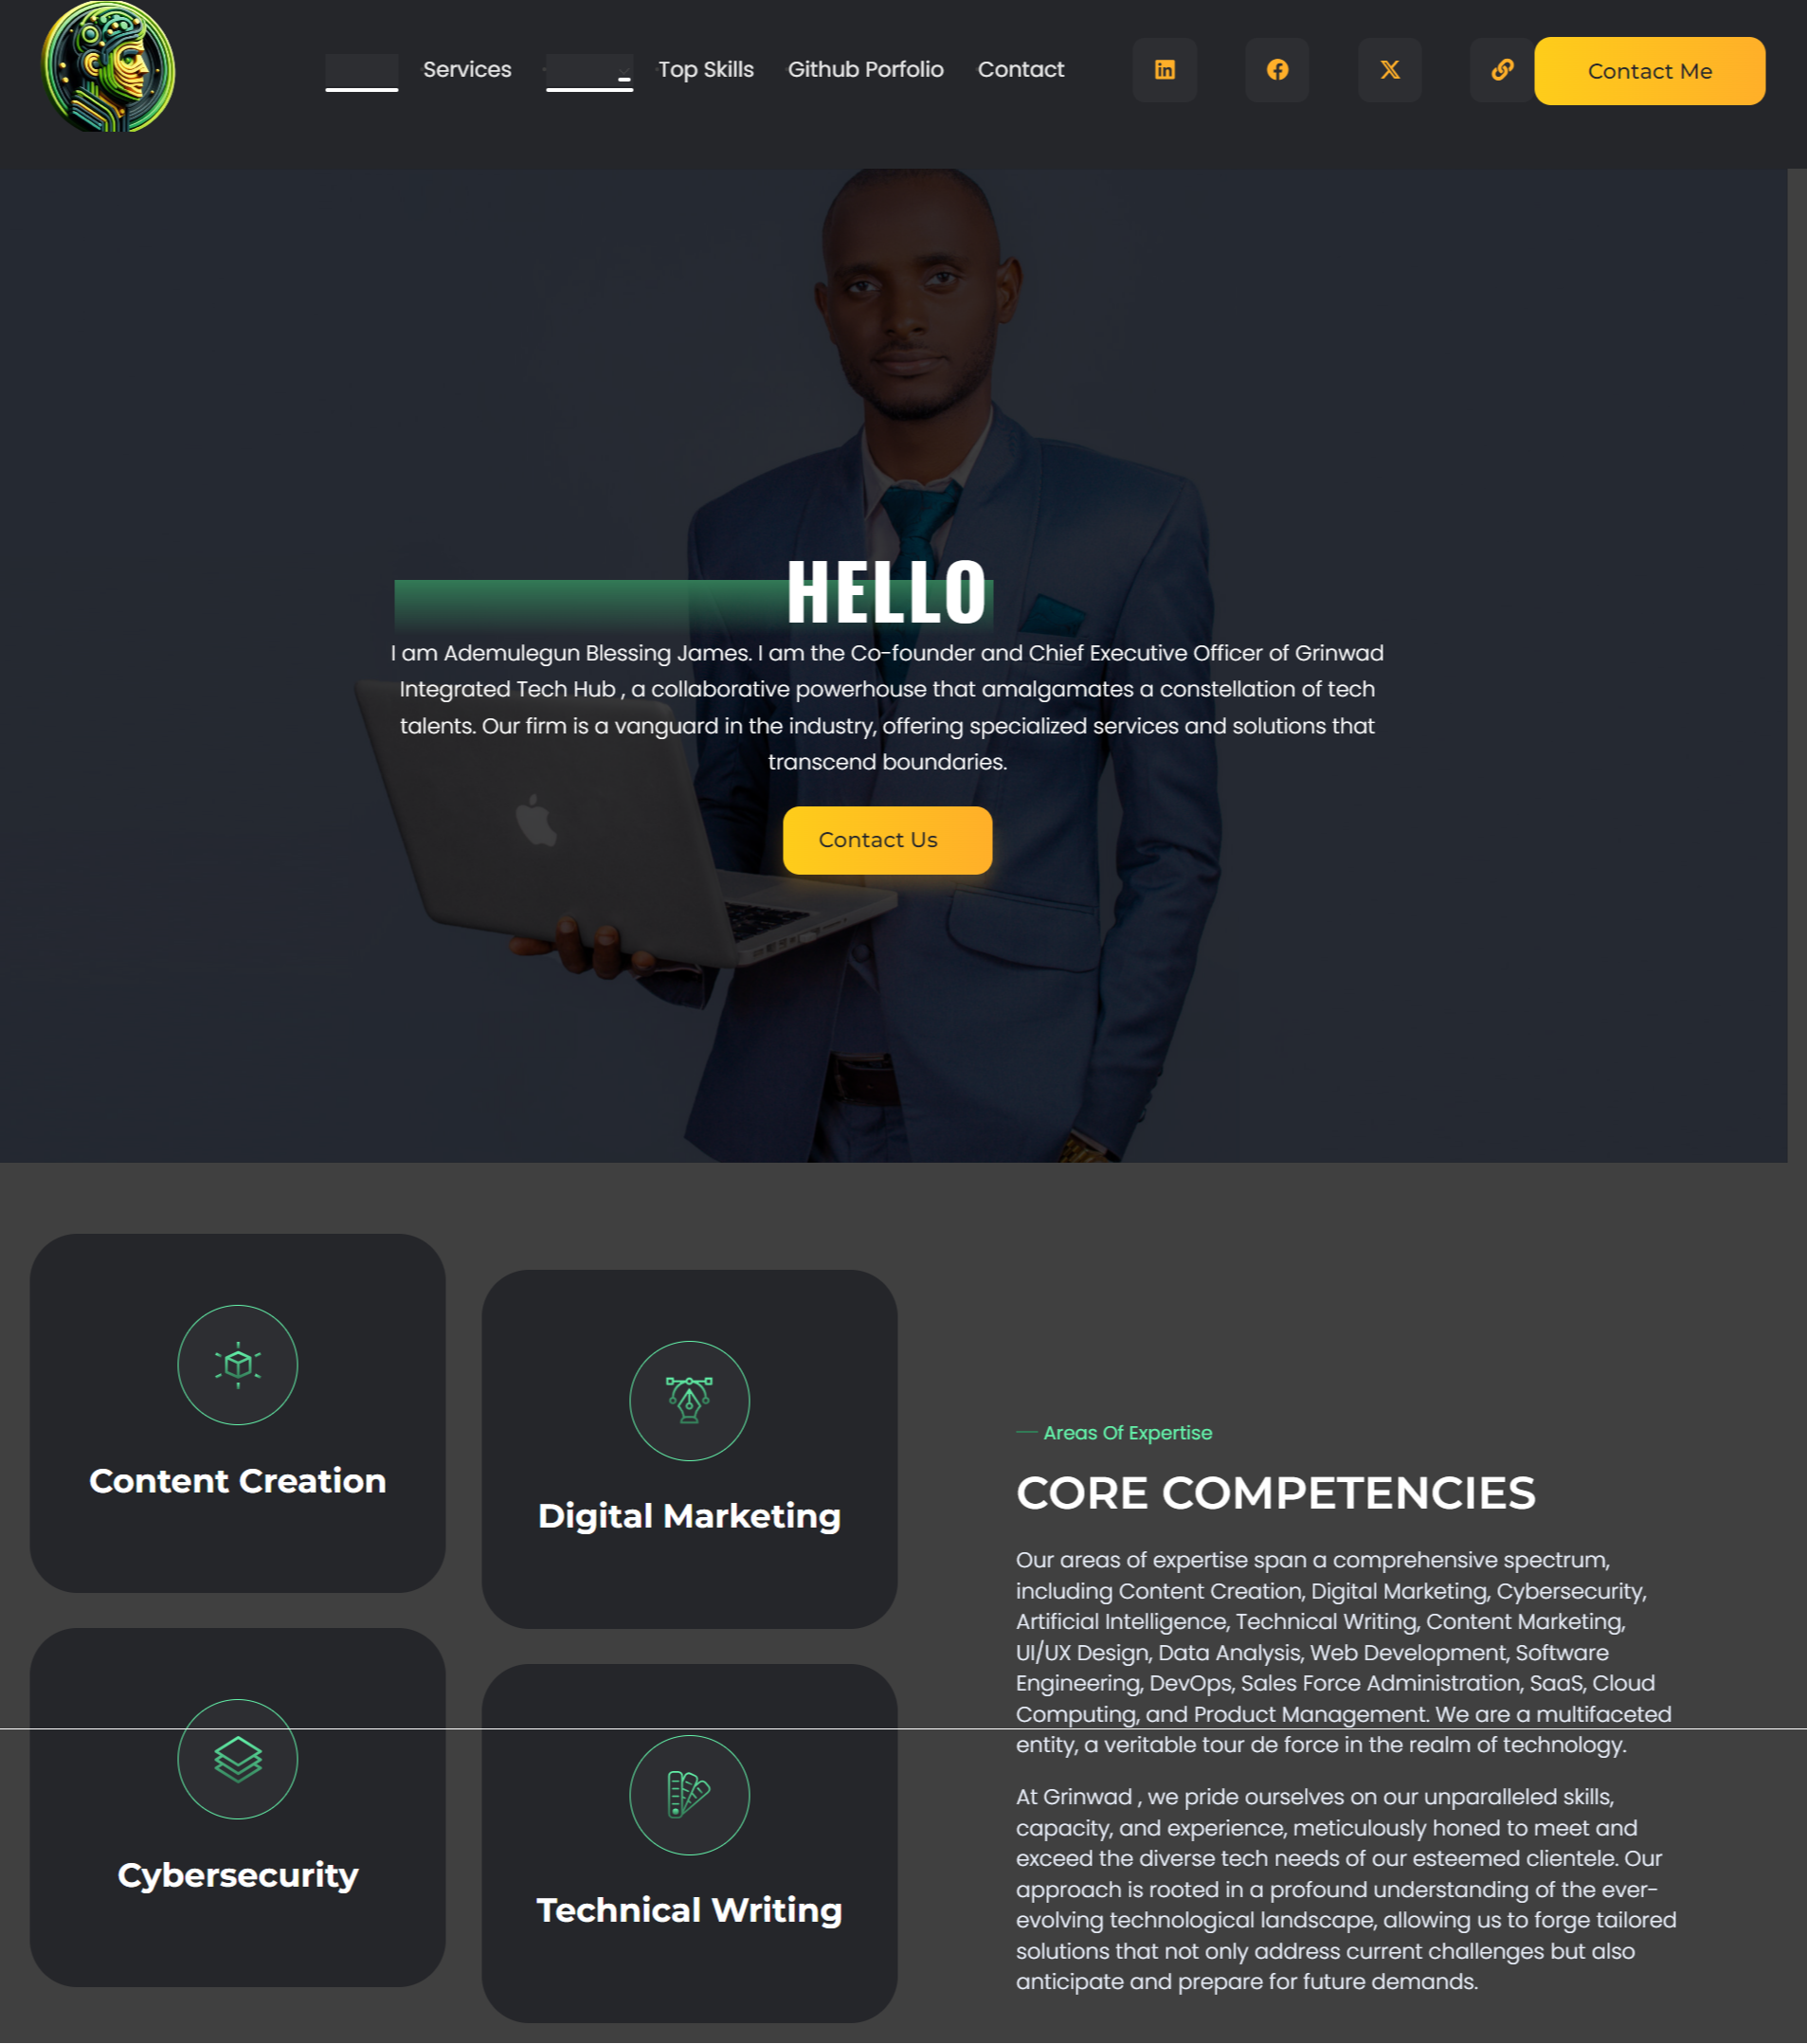 Services
Top Skills
Github Porfolio
Contact
Contact Me
HELLO
I am Ademulegun Blessing James. I am the Co-founder and Chief Executive Officer of Grinwad
Integrated Tech Hub , a collaborative powerhouse that amalgamates a constellation of tech
talents. Our firm is a vanguard in the industry, offering specialized services and solutions that
transcend boundaries.
Contact Us
Content Creation
Digital Marketing
Cybersecurity
Technical Writing
Areas Of Expertise
CORE COMPETENCIES
Our areas of expertise span a comprehensive spectrum,
including Content Creation, Digital Marketing, Cybersecurity,
Artificial Intelligence, Technical Writing, Content Marketing,
UI/UX Design, Data Analysis, Web Development, Software
Engineering, DevOps, Sales Force Administration, SaaS, Cloud
Computing, and Product Management. We are a multifaceted
entity, a veritable tour de force in the realm of technology.
At Grinwad , we pride ourselves on our unparalleled skills,
capacity, and experience, meticulously honed to meet and
exceed the diverse tech needs of our esteemed clientele. Our
approach is rooted in a profound understanding of the ever-
evolving technological landscape, allowing us to forge tailored
solutions that not only address current challenges but also
anticipate and prepare for future demands.